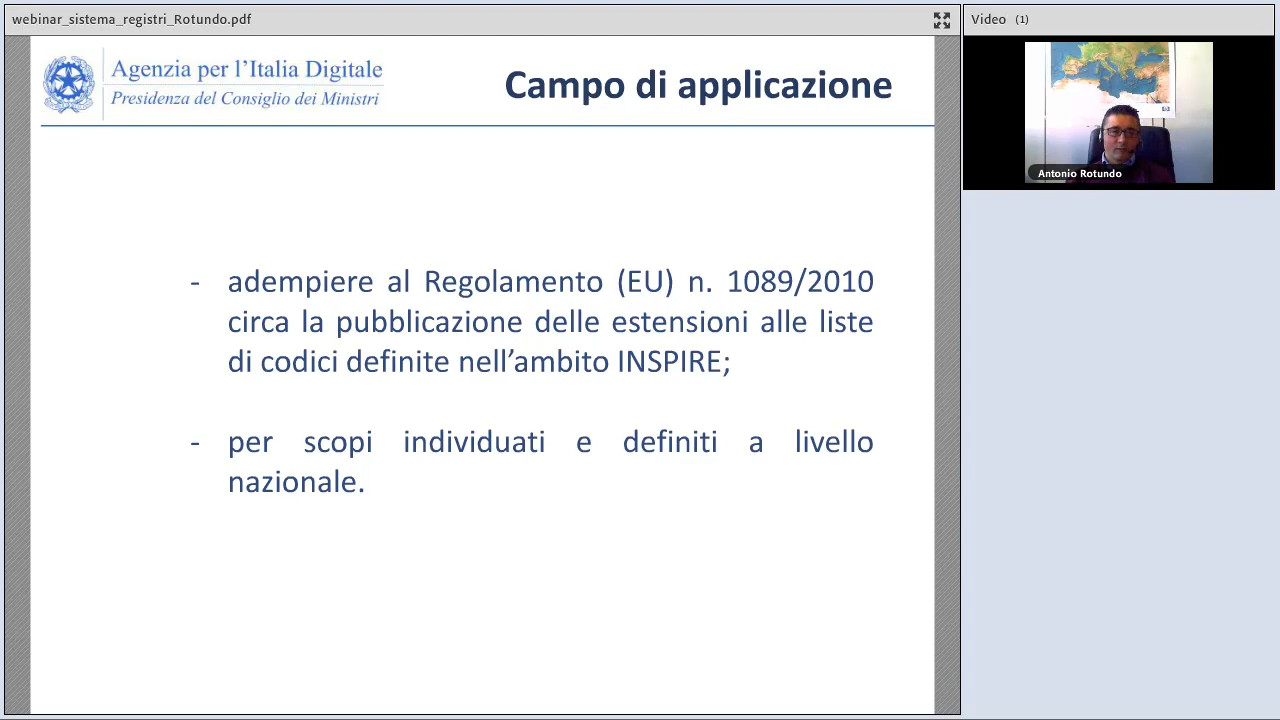 webinar_sistema_registri_Rotundo.pdf
Video (1)
Agenzia per l’Italia Digitale
Presidenza del Consiglio dei Ministri
Campo di applicazione
Antonio Rotundo
- adempiere al Regolamento (EU) n. 1089/2010
circa la pubblicazione delle estensioni alle liste
di codici definite nell’ambito INSPIRE;
- per scopi individuati e definiti a livello
nazionale.